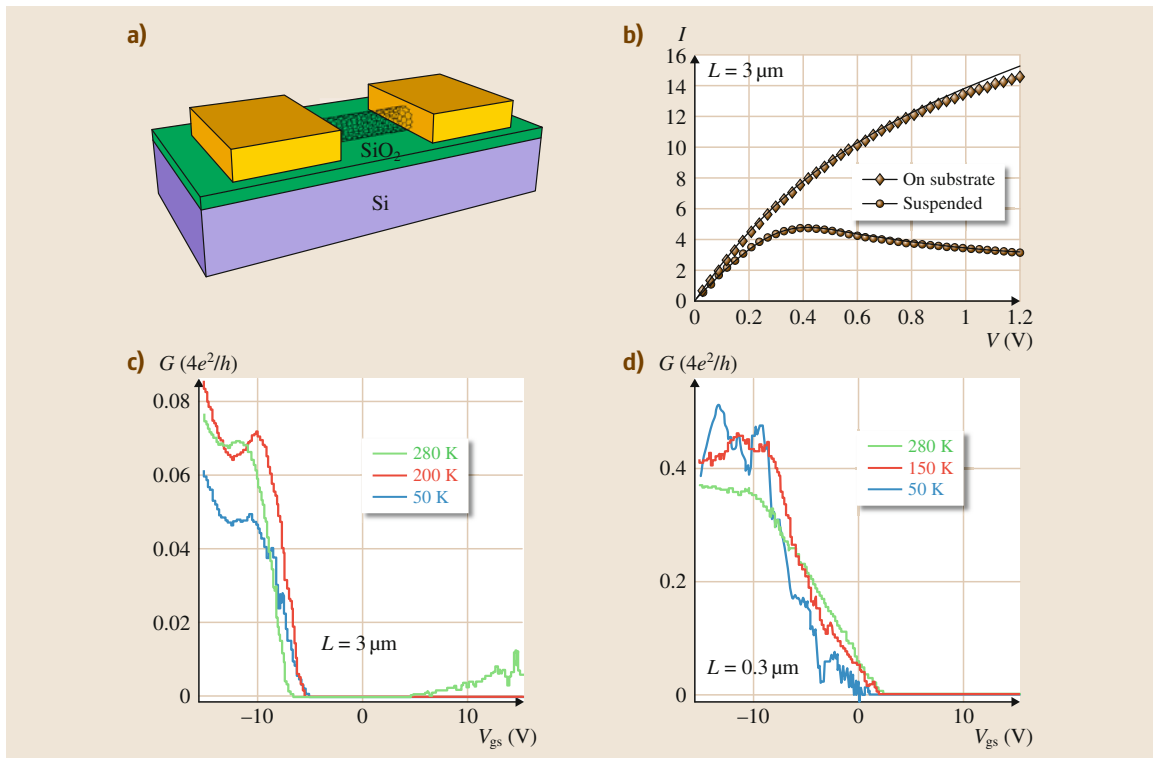 a)
SiO₂
Si
b)
I
16
14
12
10
8
6
4
2
0
L = 3 μm
On substrate
Suspended
0 0.2 0.4 0.6 0.8 1 1.2
V (V)
c) G (4e²/h)
0.08
0.06
0.04
0.02
0
280 K
200 K
50 K
L = 3 μm
−10 0 10
V_gs (V)
d) G (4e²/h)
0.4
0.2
0
280 K
150 K
50 K
L = 0.3 μm
−10 0 10
V_gs (V)